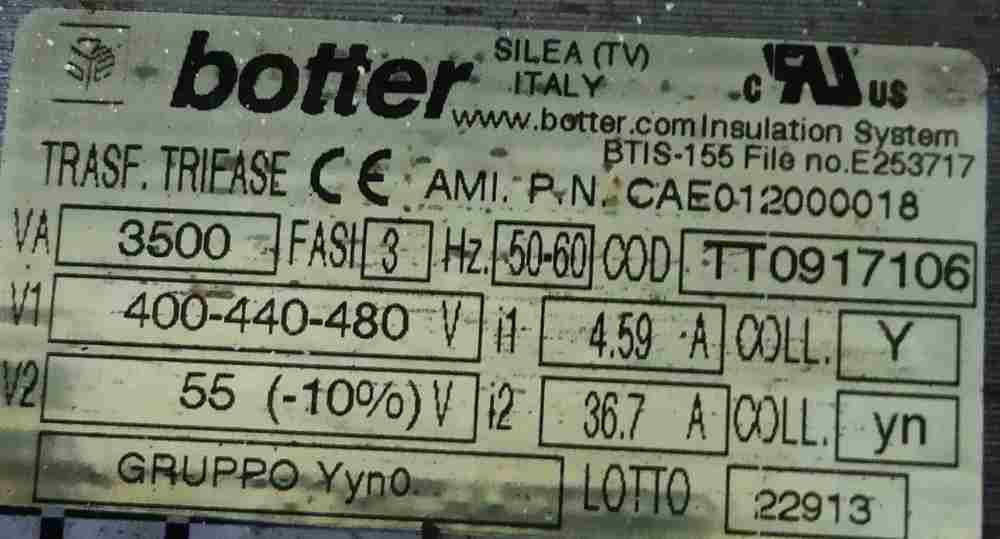 botter SILEA (TV)
ITALY
c RU US
www.botter.com Insulation System
BTIS-155 File no.E253717
TRASF. TRIFASE CE AMI. P.N. CAE012000018
VA 3500 FASI 3 Hz. 50-60 COD. TT0917106
V1 400-440-480 V i1 4.59 A COLL. Y
V2 55 (-10%) V i2 36.7 A COLL. yn
GRUPPO Yyn0 LOTTO 22913